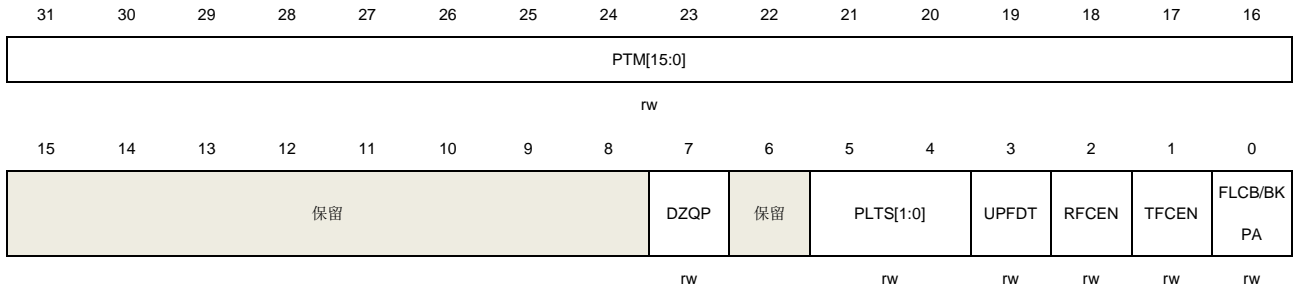 31 30 29 28 27 26 25 24 23 22 21 20 19 18 17 16
PTM[15:0]
rw
15 14 13 12 11 10 9 8 7 6 5 4 3 2 1 0
保留 DZQP 保留 PLTS[1:0] UPFDT RFCEN TFCEN FLCB/BK
PA
rw rw rw rw rw rw